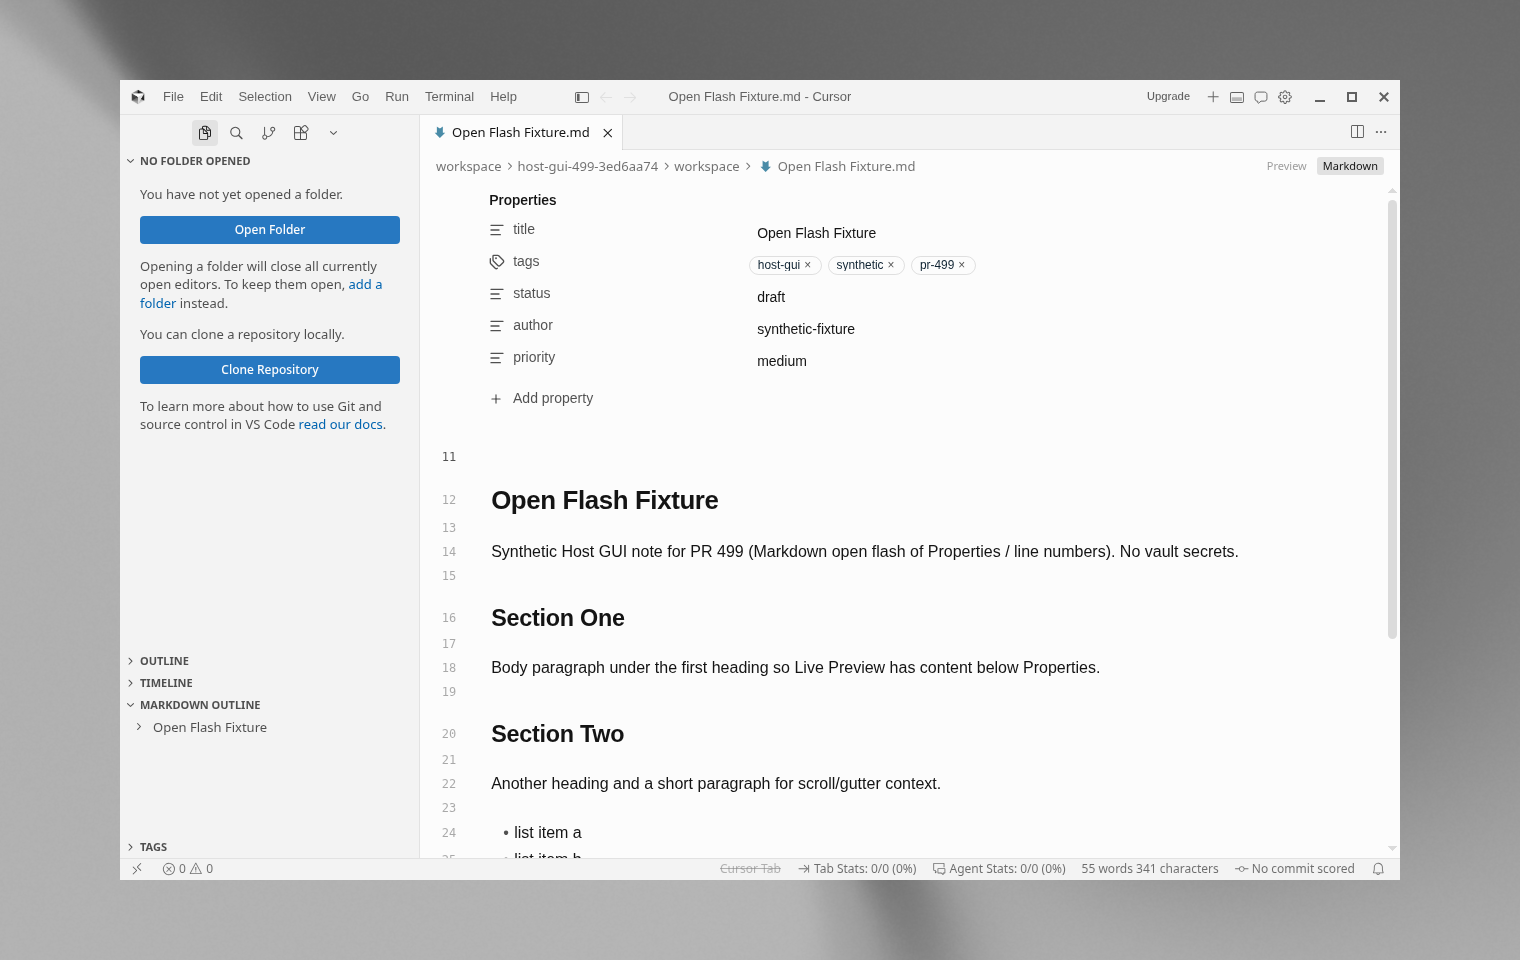 File Edit Selection View Go Run Terminal Help
Open Flash Fixture.md - Cursor
Upgrade
Open Flash Fixture.md
NO FOLDER OPENED
You have not yet opened a folder.
Open Folder
Opening a folder will close all currently
open editors. To keep them open, add a
folder instead.
You can clone a repository locally.
Clone Repository
To learn more about how to use Git and
source control in VS Code read our docs.
OUTLINE
TIMELINE
MARKDOWN OUTLINE
Open Flash Fixture
TAGS
workspace > host-gui-499-3ed6aa74 > workspace > Open Flash Fixture.md
Preview Markdown
Properties
title Open Flash Fixture
tags host-gui × synthetic × pr-499 ×
status draft
author synthetic-fixture
priority medium
+ Add property
11
12 Open Flash Fixture
13
14 Synthetic Host GUI note for PR 499 (Markdown open flash of Properties / line numbers). No vault secrets.
15
16 Section One
17
18 Body paragraph under the first heading so Live Preview has content below Properties.
19
20 Section Two
21
22 Another heading and a short paragraph for scroll/gutter context.
23
24 • list item a
0 0 Cursor Tab Tab Stats: 0/0 (0%) Agent Stats: 0/0 (0%) 55 words 341 characters No commit scored